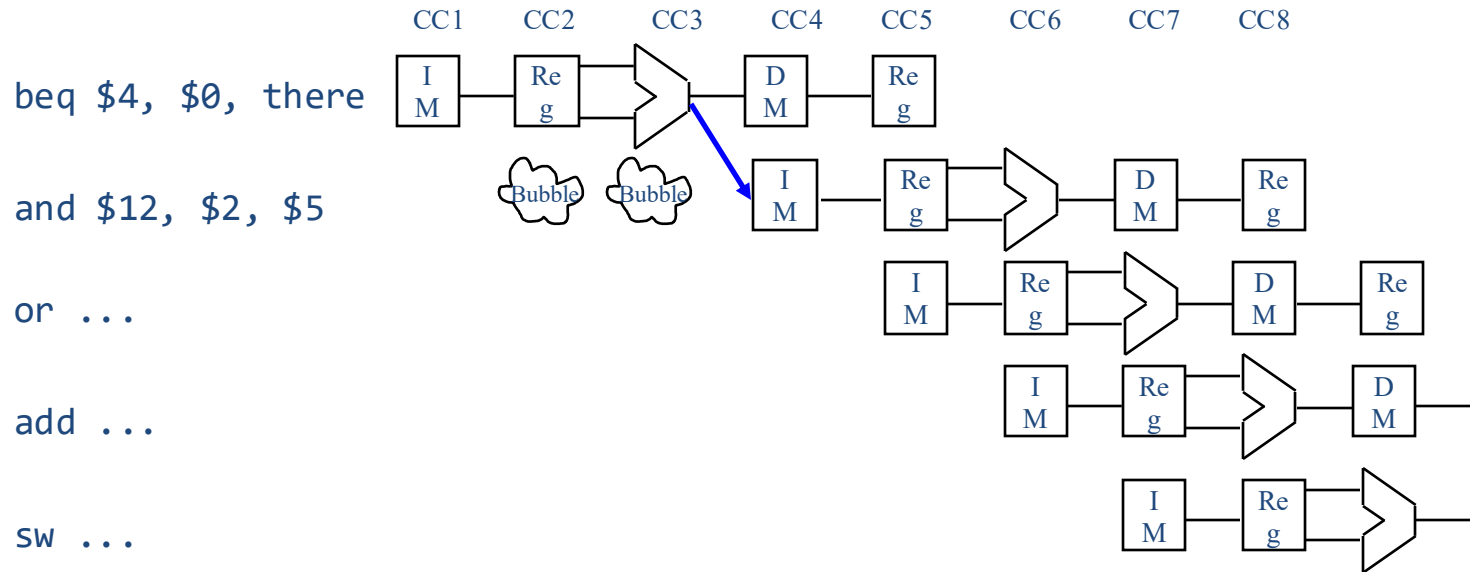 CC1 CC2 CC3 CC4 CC5 CC6 CC7 CC8
beq $4, $0, there
I
M
Re
g
D
M
Re
g
and $12, $2, $5
Bubble
Bubble
I
M
Re
g
D
M
Re
g
or ...
I
M
Re
g
D
M
Re
g
add ...
I
M
Re
g
D
M
sw ...
I
M
Re
g